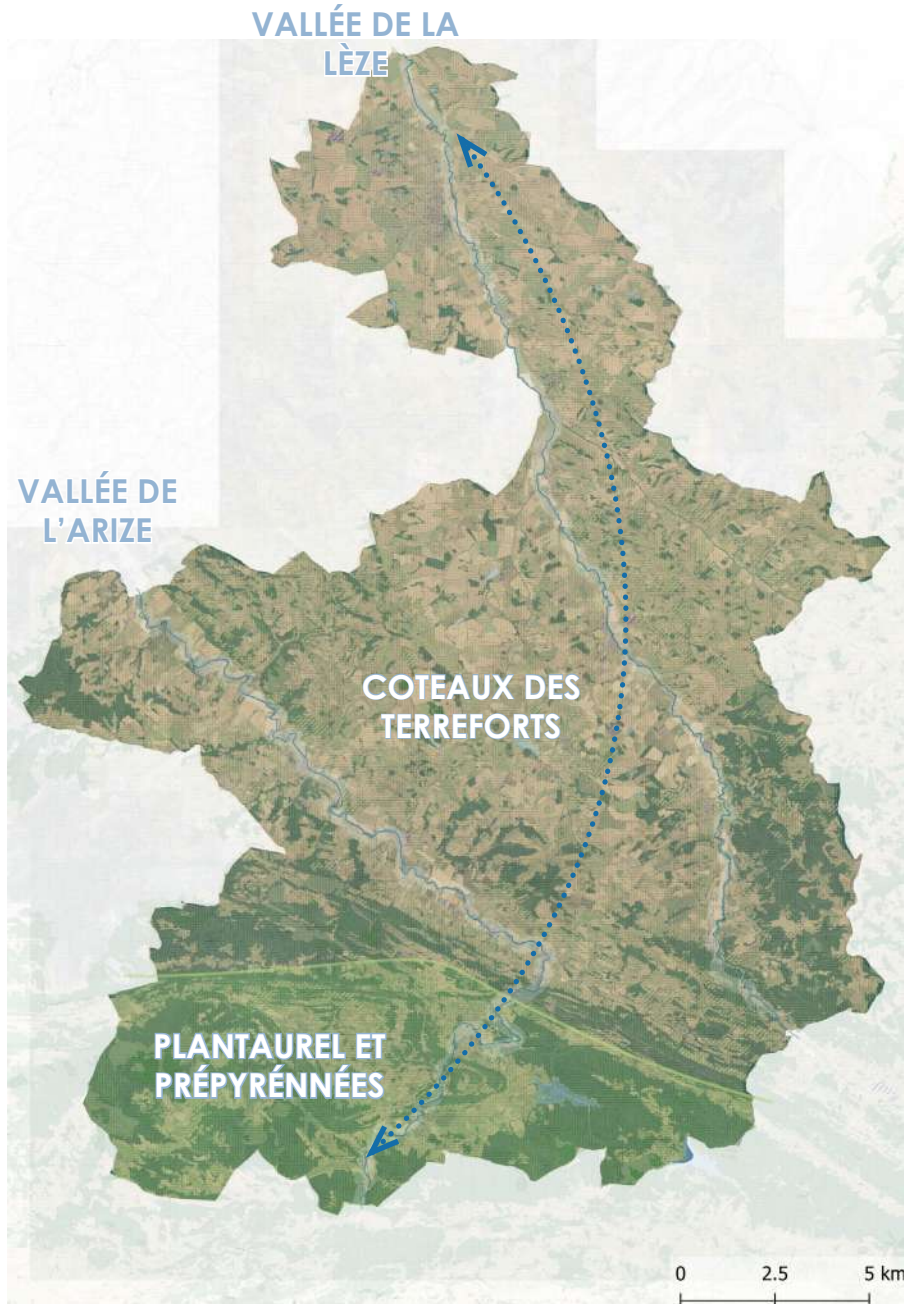 VALLÉE DE LA
LÈZE
VALLÉE DE
L’ARIZE
COTEAUX DES
TERREFORTS
PLANTAUREL ET
PRÉPYRÉNNÉES
0 2.5 5 km